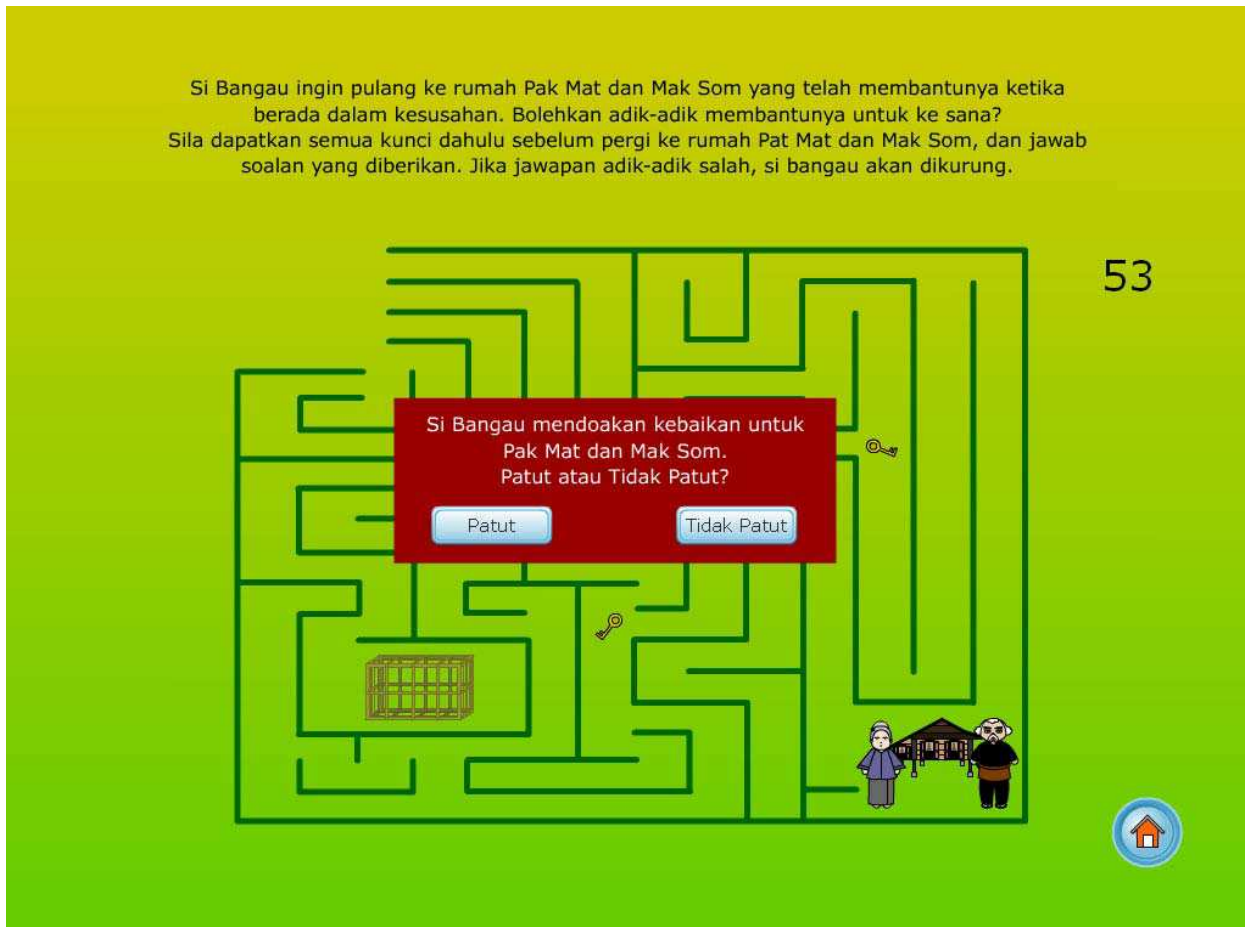 Si Bangau ingin pulang ke rumah Pak Mat dan Mak Som yang telah membantunya ketika
berada dalam kesusahan. Bolehkan adik-adik membantunya untuk ke sana?
Sila dapatkan semua kunci dahulu sebelum pergi ke rumah Pat Mat dan Mak Som, dan jawab
soalan yang diberikan. Jika jawapan adik-adik salah, si bangau akan dikurung.
53
Si Bangau mendoakan kebaikan untuk
Pak Mat dan Mak Som.
Patut atau Tidak Patut?
Patut
Tidak Patut